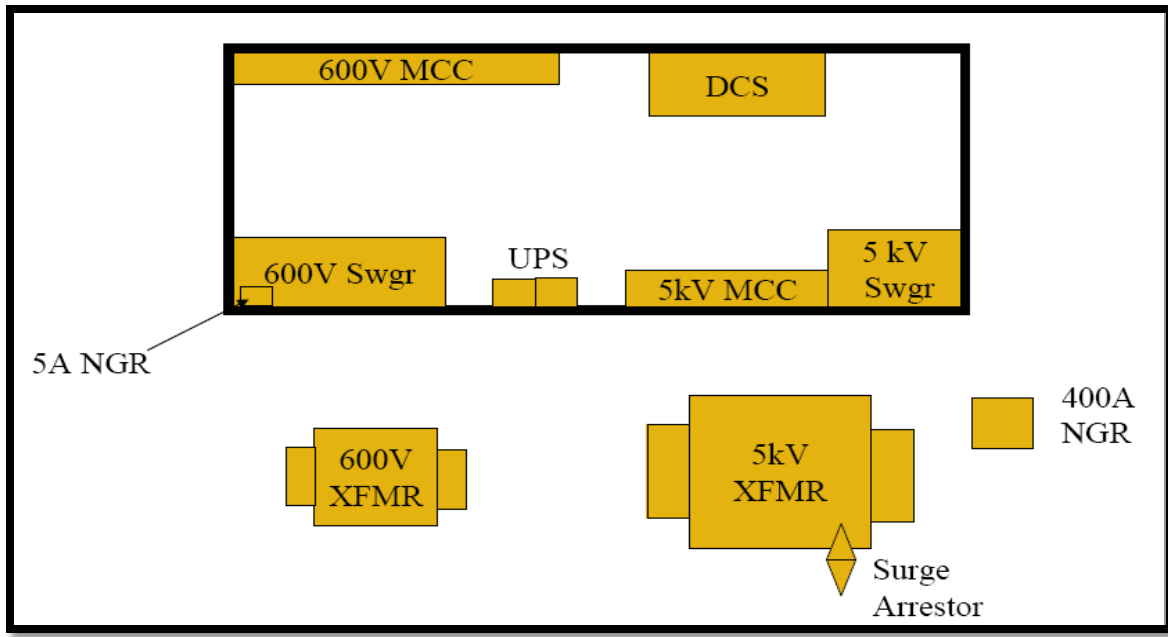 600V MCC
DCS
600V Swgr
UPS
5kV MCC
5 kV
Swgr
5A NGR
600V
XFMR
5kV
XFMR
400A
NGR
Surge
Arrestor